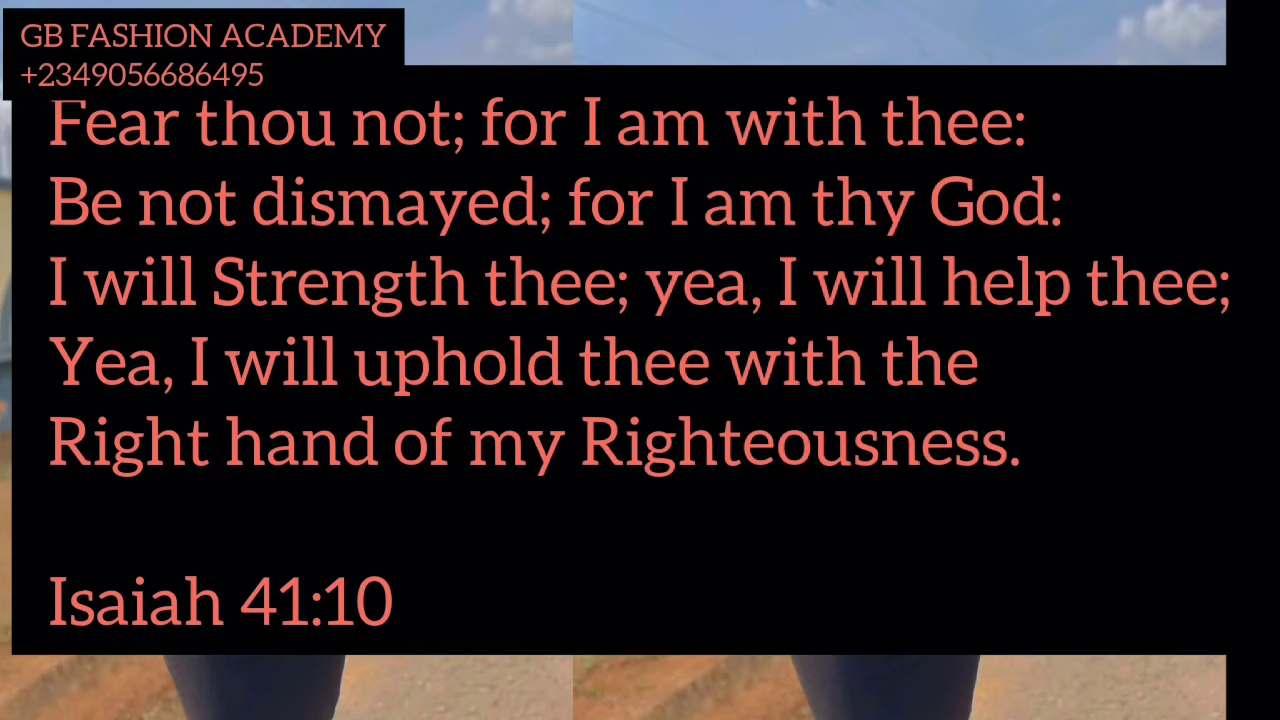 GB FASHION ACADEMY
+2349056686495
Fear thou not; for I am with thee:
Be not dismayed; for I am thy God:
I will Strength thee; yea, I will help thee;
Yea, I will uphold thee with the
Right hand of my Righteousness.
Isaiah 41:10